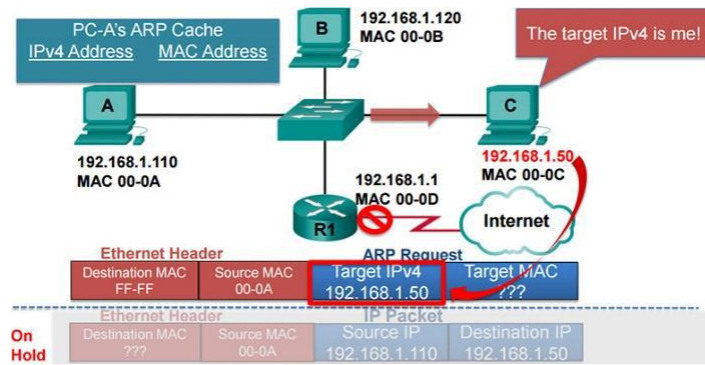 PC-A's ARP Cache
IPv4 Address MAC Address
B
192.168.1.120
MAC 00-0B
The target IPv4 is me!
A
C
192.168.1.110
MAC 00-0A
192.168.1.50
MAC 00-0C
192.168.1.1
MAC 00-0D
R1
Internet
Ethernet Header
ARP Request
Destination MAC
FF-FF
Source MAC
00-0A
Target IPv4
192.168.1.50
Target MAC
???
On
Hold
Ethernet Header
IP Packet
Destination MAC
???
Source MAC
00-0A
Source IP
192.168.1.110
Destination IP
192.168.1.50